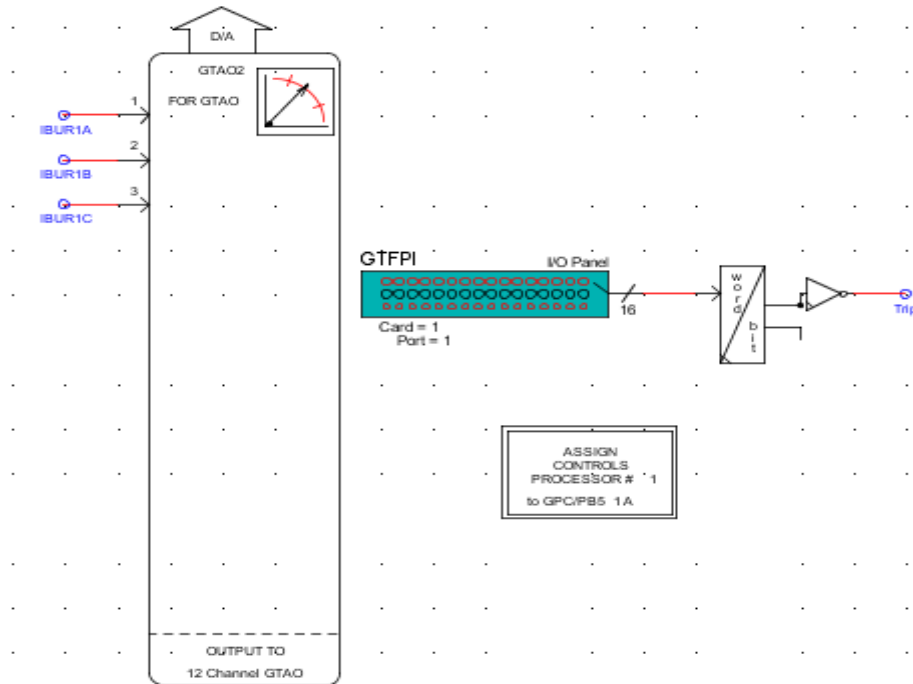 D/A
GTAO2
FOR GTAO
1
IBUR1A
2
IBUR1B
3
IBUR1C
GTFPI
I/O Panel
16
Card = 1
Port = 1
word
bit
Trip
ASSIGN
CONTROLS
PROCESSOR # 1
to GPC/PB5 1A
OUTPUT TO
12 Channel GTAO